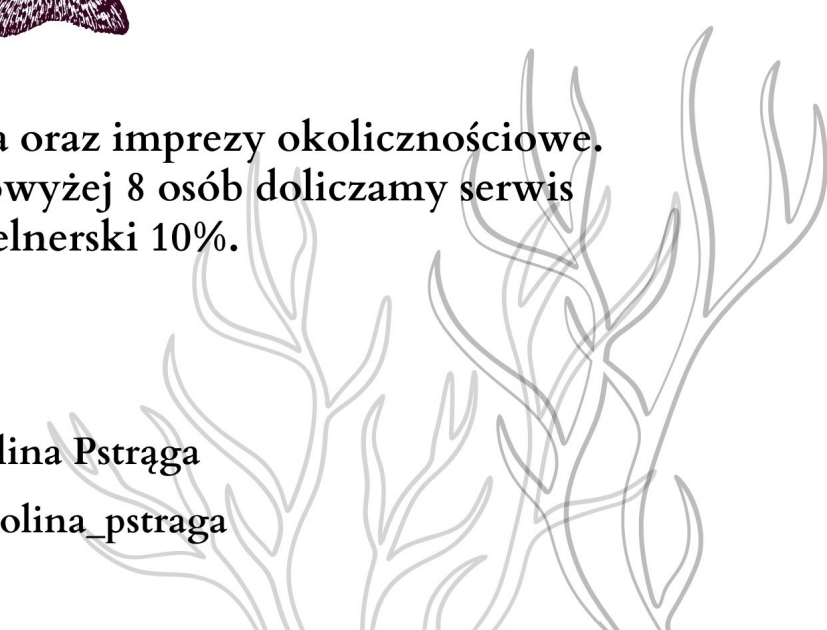 a oraz imprezy okolicznościowe.
owyżej 8 osób doliczamy serwis
elnerski 10%.
lina Pstrąga
olina_pstraga